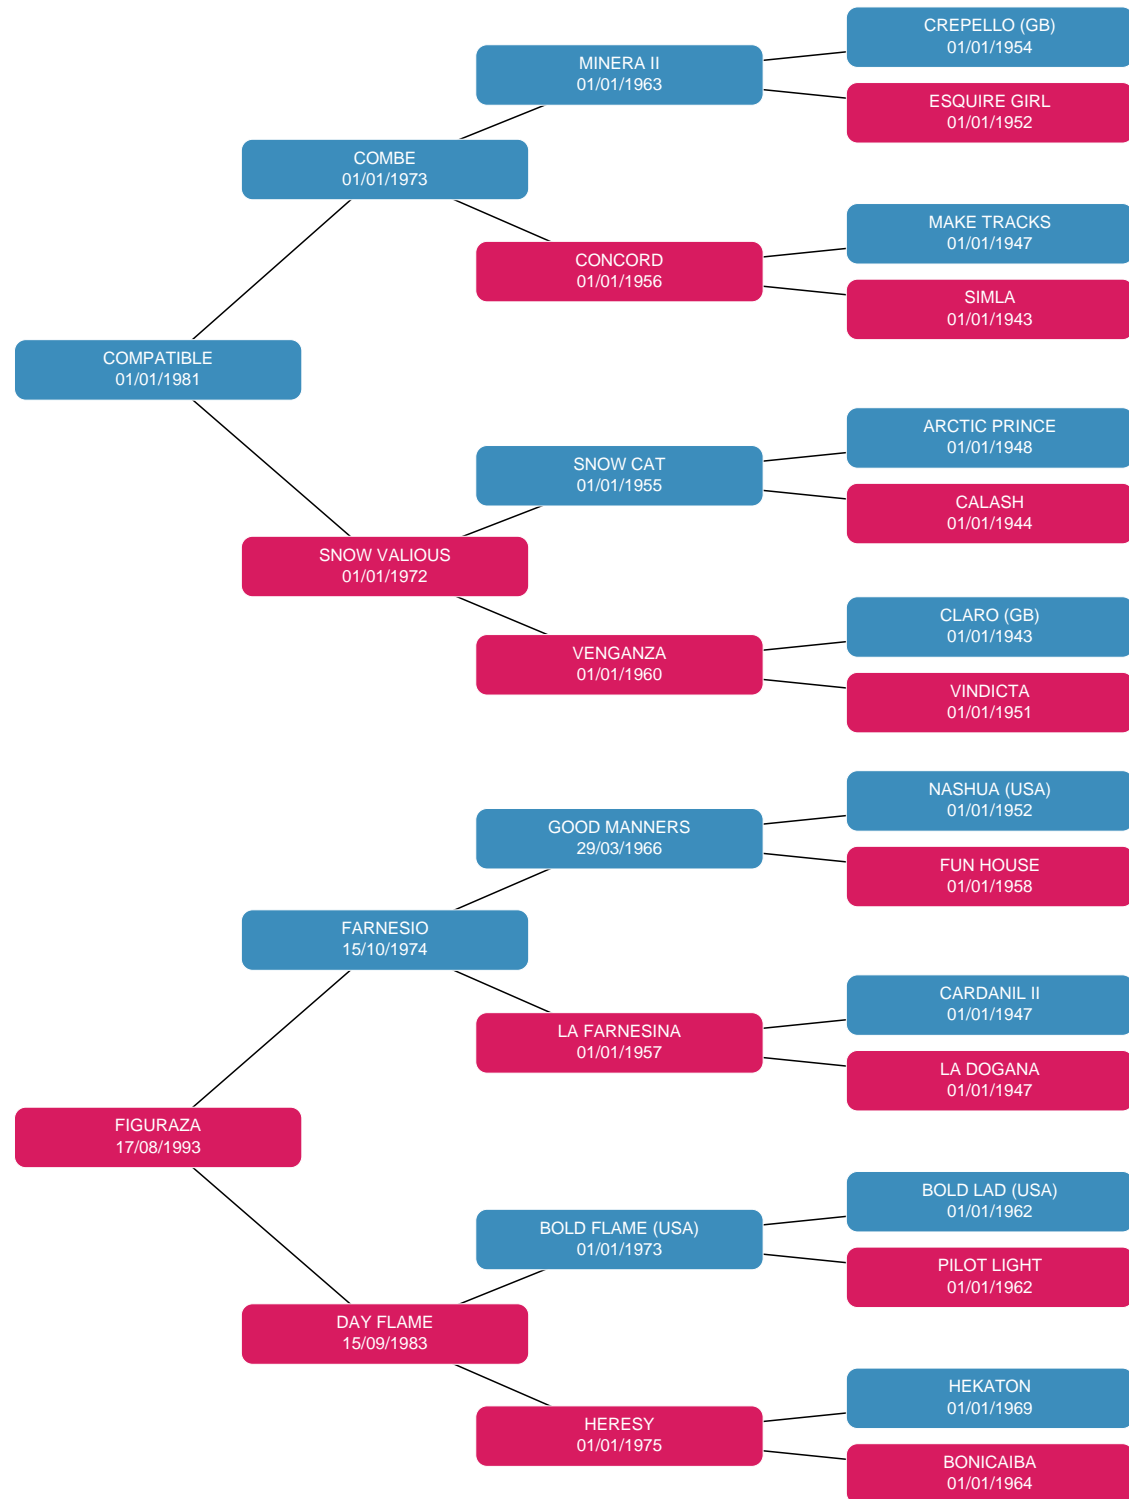 CREPELLO (GB)
01/01/1954
MINERA II
01/01/1963
ESQUIRE GIRL
01/01/1952
COMBE
01/01/1973
MAKE TRACKS
01/01/1947
CONCORD
01/01/1956
SIMLA
01/01/1943
COMPATIBLE
01/01/1981
ARCTIC PRINCE
01/01/1948
SNOW CAT
01/01/1955
CALASH
01/01/1944
SNOW VALIOUS
01/01/1972
CLARO (GB)
01/01/1943
VENGANZA
01/01/1960
VINDICTA
01/01/1951
NASHUA (USA)
01/01/1952
GOOD MANNERS
29/03/1966
FUN HOUSE
01/01/1958
FARNESIO
15/10/1974
CARDANIL II
01/01/1947
LA FARNESINA
01/01/1957
LA DOGANA
01/01/1947
FIGURAZA
17/08/1993
BOLD LAD (USA)
01/01/1962
BOLD FLAME (USA)
01/01/1973
PILOT LIGHT
01/01/1962
DAY FLAME
15/09/1983
HEKATON
01/01/1969
HERESY
01/01/1975
BONICAIBA
01/01/1964